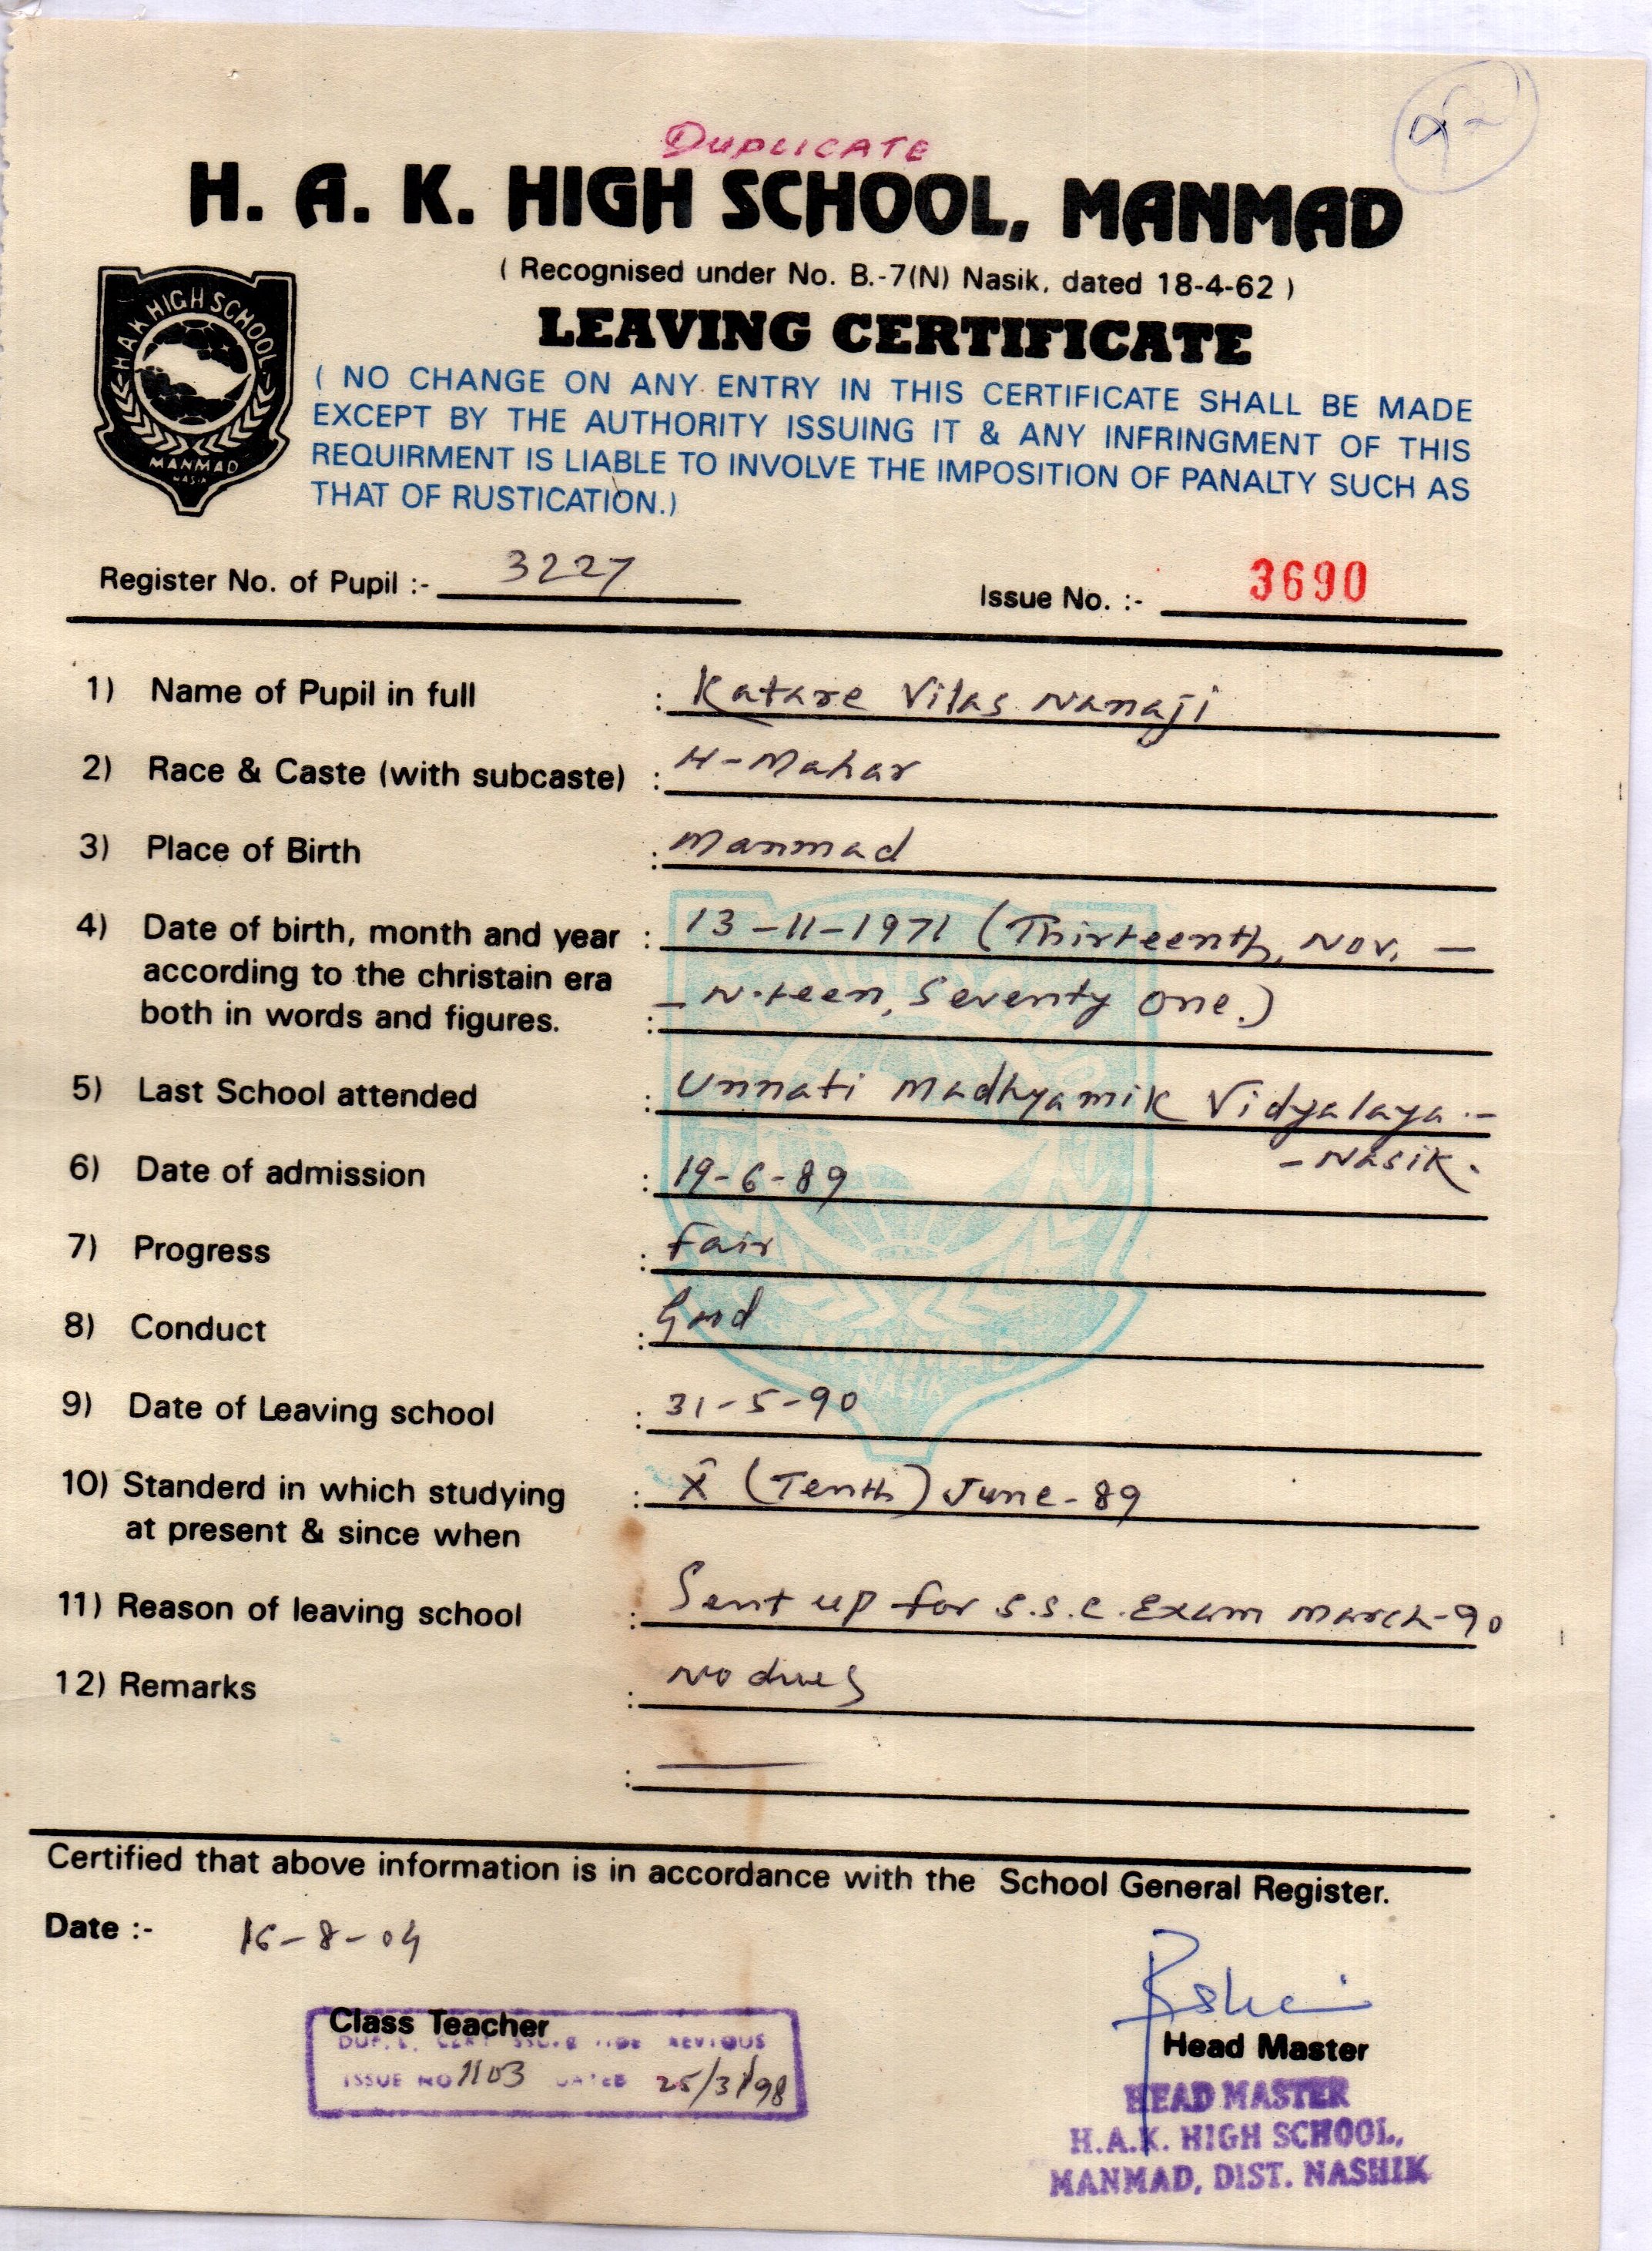 DUPLICATE
H. A. K. HIGH SCHOOL, MANMAD
( Recognised under No. B.-7(N) Nasik, dated 18-4-62 )
LEAVING CERTIFICATE
H A K HIGH SCHOOL
MANMAD
NASIK
( NO CHANGE ON ANY ENTRY IN THIS CERTIFICATE SHALL BE MADE
EXCEPT BY THE AUTHORITY ISSUING IT & ANY INFRINGMENT OF THIS
REQUIRMENT IS LIABLE TO INVOLVE THE IMPOSITION OF PANALTY SUCH AS
THAT OF RUSTICATION.)
Register No. of Pupil :- 3227 Issue No. :- 3690
1) Name of Pupil in full : Katare Vilas Nanaji
2) Race & Caste (with subcaste) : H-Mahar
3) Place of Birth : Manmad
4) Date of birth, month and year : 13-11-1971 (Thirteenth, Nov. -
according to the christain era - N.teen, Seventy One.)
both in words and figures. :
5) Last School attended : Unnati Madhyamik Vidyalaya.-
- Nasik.
6) Date of admission : 19-6-89
7) Progress : Fair
8) Conduct : Good
MANMAD
NASIK
9) Date of Leaving school : 31-5-90
10) Standerd in which studying : X (Tenth) June-89
at present & since when
11) Reason of leaving school : Sent up for S.S.C. Exam March-90
12) Remarks : No dues
:
Certified that above information is in accordance with the School General Register.
Date :- 16-8-04
Class Teacher
ISSUE NO 1103 DATED 25/3/98
Head Master
HEAD MASTER
H.A.K. HIGH SCHOOL,
MANMAD, DIST. NASHIK